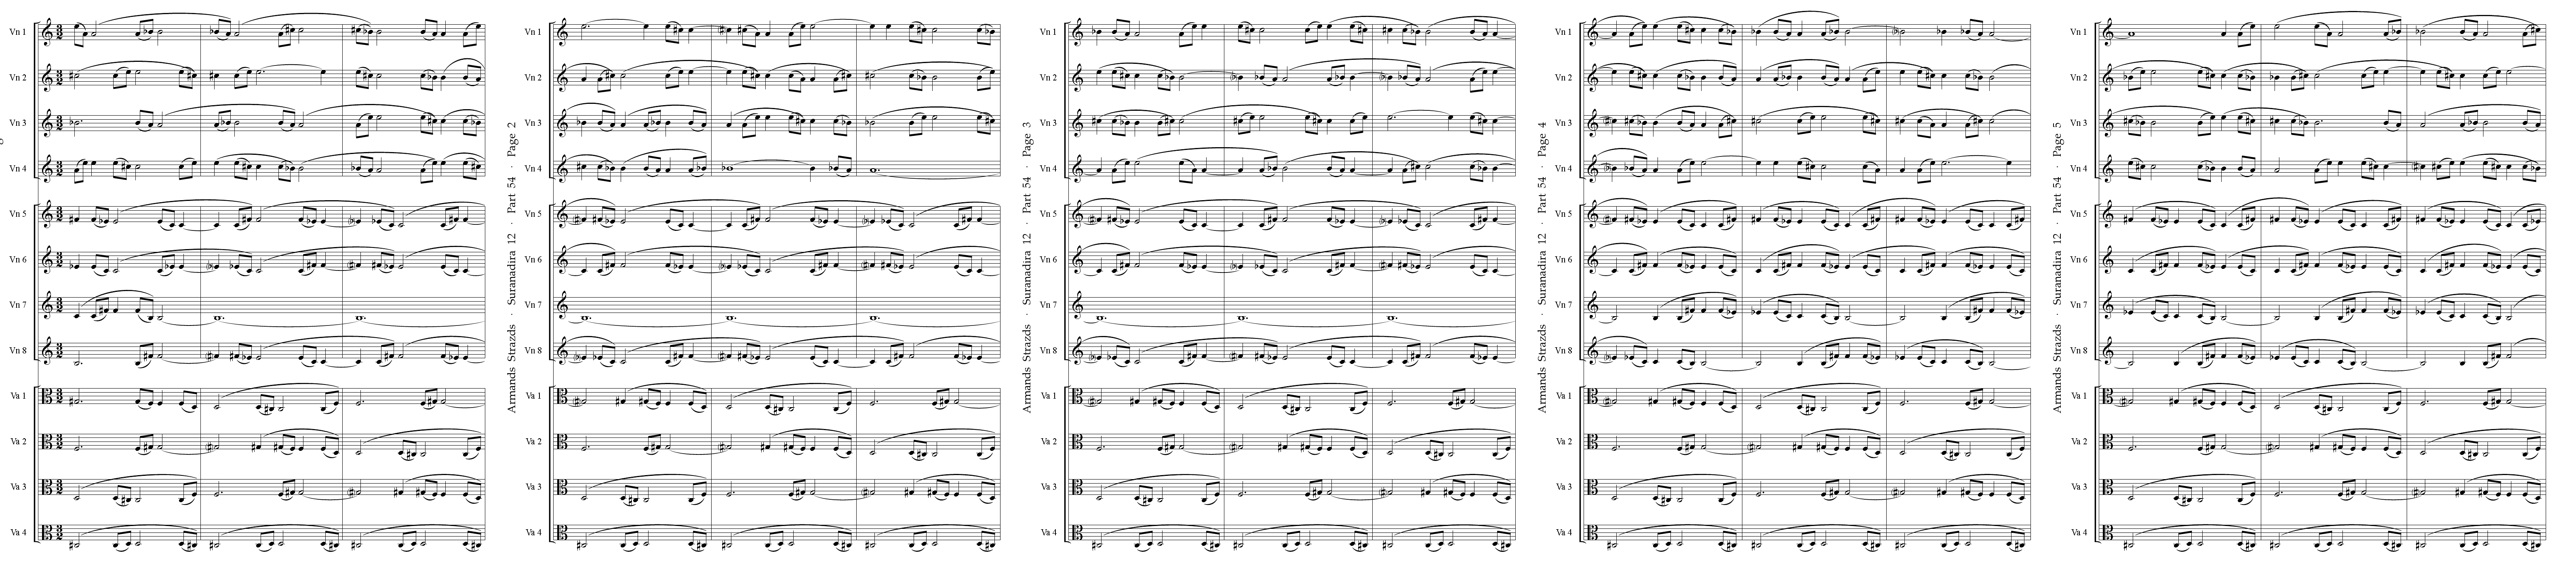 Vn 1
Vn 2
Vn 3
Vn 4
Vn 5
Vn 6
Vn 7
Vn 8
Va 1
Va 2
Va 3
Va 4
Armands Strazds · Suranadira 12 · Part 54 · Page 2
Vn 1
Vn 2
Vn 3
Vn 4
Vn 5
Vn 6
Vn 7
Vn 8
Va 1
Va 2
Va 3
Va 4
Armands Strazds · Suranadira 12 · Part 54 · Page 3
Vn 1
Vn 2
Vn 3
Vn 4
Vn 5
Vn 6
Vn 7
Vn 8
Va 1
Va 2
Va 3
Va 4
Armands Strazds · Suranadira 12 · Part 54 · Page 4
Vn 1
Vn 2
Vn 3
Vn 4
Vn 5
Vn 6
Vn 7
Vn 8
Va 1
Va 2
Va 3
Va 4
Armands Strazds · Suranadira 12 · Part 54 · Page 5
Vn 1
Vn 2
Vn 3
Vn 4
Vn 5
Vn 6
Vn 7
Vn 8
Va 1
Va 2
Va 3
Va 4